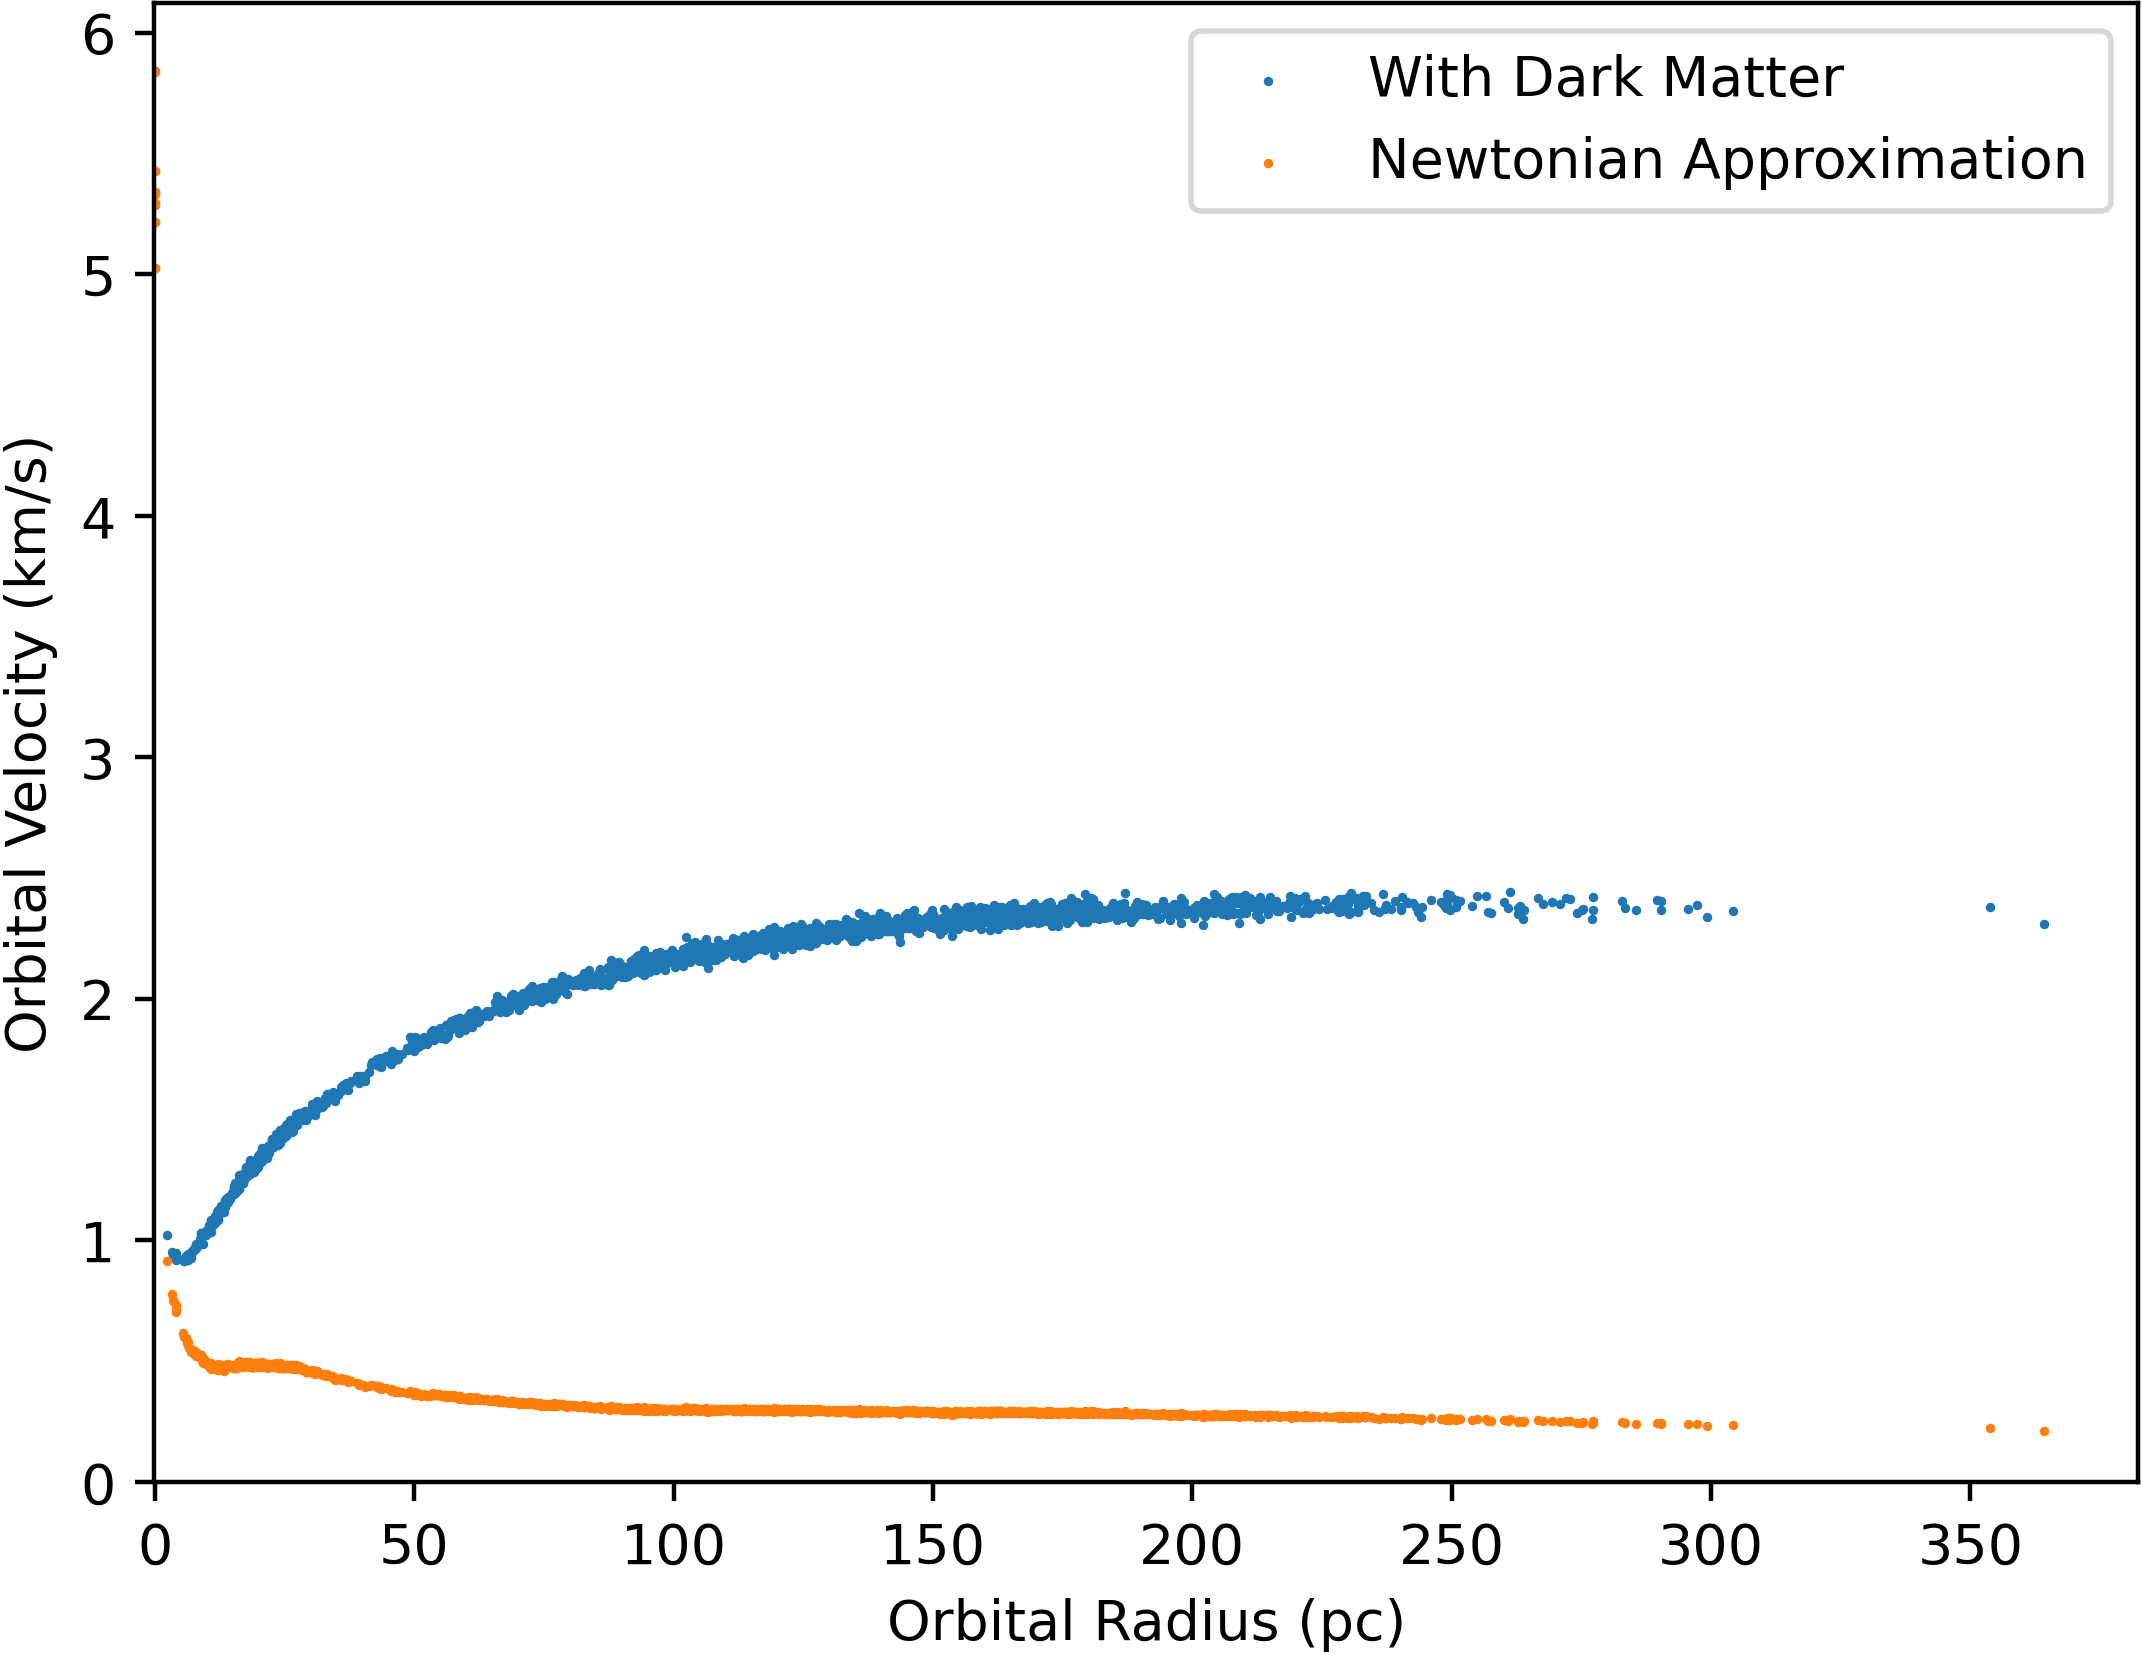 With Dark Matter
Newtonian Approximation
Orbital Velocity (km/s)
6
5
4
3
2
1
0
0 50 100 150 200 250 300 350
Orbital Radius (pc)